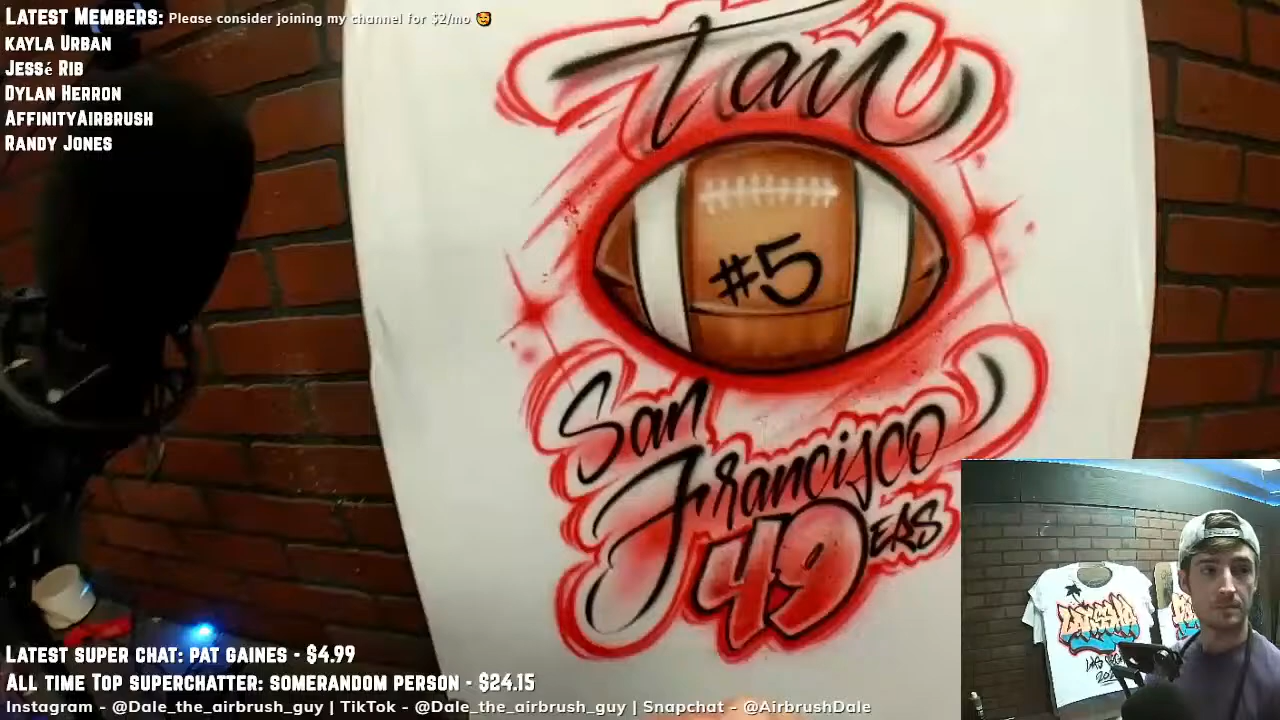 LATEST MEMBERS: Please consider joining my channel for $2/mo 
KAYLA URBAN
JESSé RIB
DYLAN HERRON
AFFINITYAIRBRUSH
RANDY JONES
Tan
#5
San
Francisco
49ERS
LATEST SUPER CHAT: PAT GAINES - $4.99
ALL TIME TOP SUPERCHATTER: SOMERANDOM PERSON - $24.15
Instagram - @Dale_the_airbrush_guy | TikTok - @Dale_the_airbrush_guy | Snapchat - @AirbrushDale